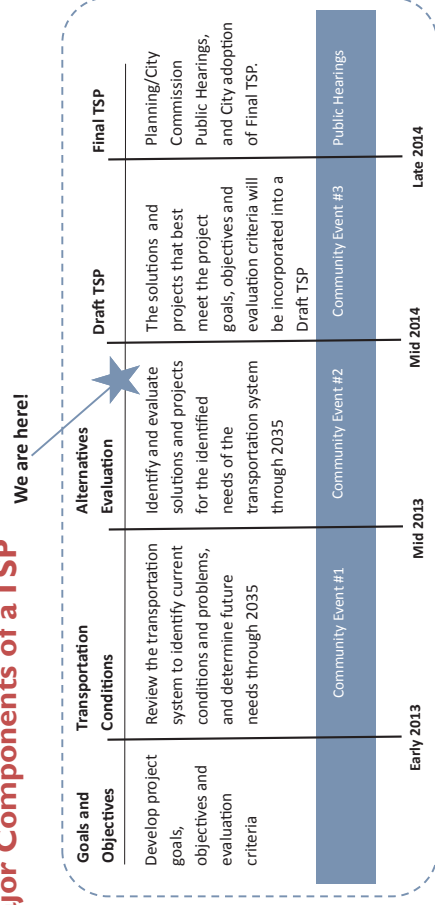 jor Components of a TSP
We are here!
Goals and
Objectives
Develop project
goals,
objectives and
evaluation
criteria
Transportation
Conditions
Review the transportation
system to identify current
conditions and problems,
and determine future
needs through 2035
Alternatives
Evaluation
Identify and evaluate
solutions and projects
for the identified
needs of the
transportation system
through 2035
Draft TSP
The solutions and
projects that best
meet the project
goals, objectives and
evaluation criteria will
be incorporated into a
Draft TSP
Final TSP
Planning/City
Commission
Public Hearings,
and City adoption
of Final TSP.
Community Event #1
Community Event #2
Community Event #3
Public Hearings
Early 2013
Mid 2013
Mid 2014
Late 2014